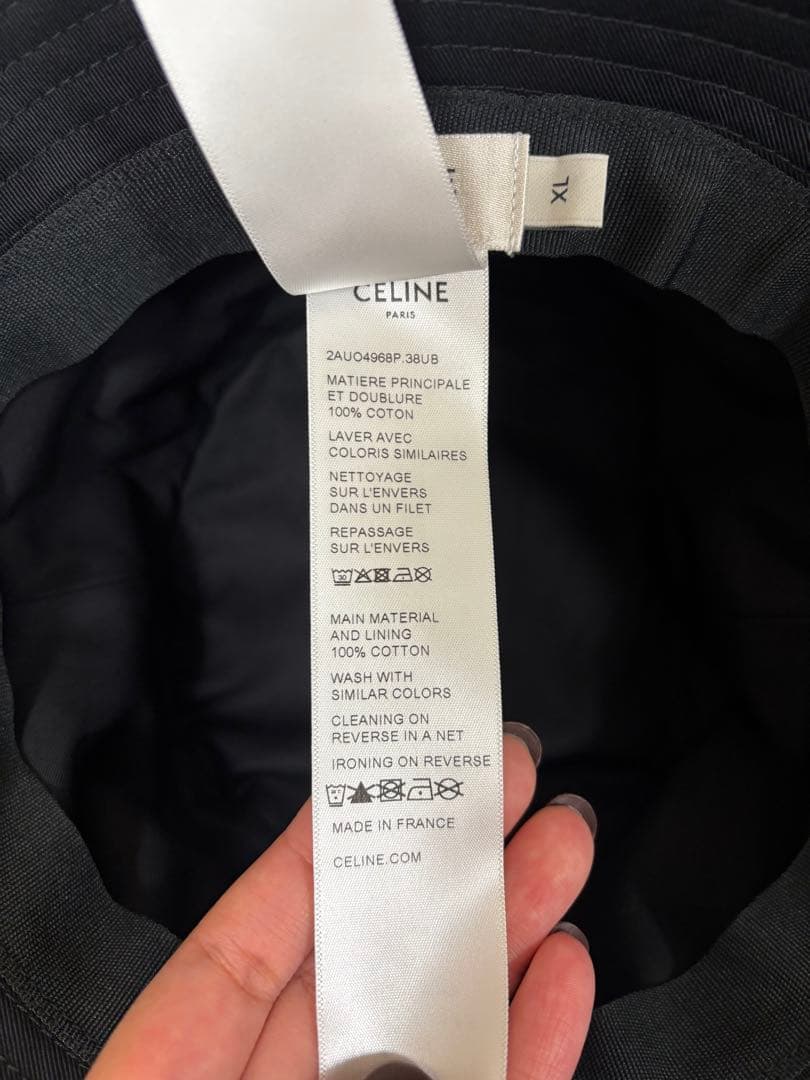 XL
CELINE
PARIS
2AUO4968P.38UB
MATIERE PRINCIPALE
ET DOUBLURE
100% COTON
LAVER AVEC
COLORIS SIMILAIRES
NETTOYAGE
SUR L'ENVERS
DANS UN FILET
REPASSAGE
SUR L'ENVERS
30
MAIN MATERIAL
AND LINING
100% COTTON
WASH WITH
SIMILAR COLORS
CLEANING ON
REVERSE IN A NET
IRONING ON REVERSE
MADE IN FRANCE
CELINE.COM